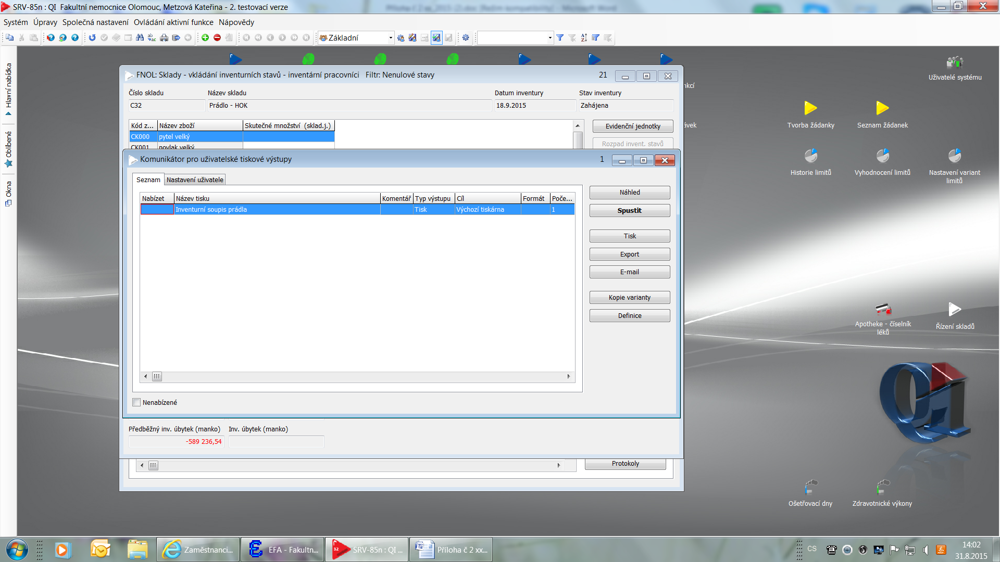 SRV-85n : QI Fakultní nemocnice Olomouc, Metzová Kateřina - 2. testovací verze
Systém Úpravy Společná nastavení Ovládání aktivní funkce Nápovědy
Základní
Hlavní nabídka
Oblíbené
Okna
FNOL: Sklady - vkládání inventurních stavů - inventární pracovníci Filtr: Nenulové stavy 21
Číslo skladu Název skladu Datum inventury Stav inventury
C32 Prádlo - HOK 18.9.2015 Zahájena
Kód z... Název zboží Skutečné množství (sklad.j.)
CK000 pytel velký
CK001 povlak velký
Evidenční jednotky
Rozpad invent. stavů
Komunikátor pro uživatelské tiskové výstupy 1
Seznam Nastavení uživatele
Nabízet Název tisku Komentář Typ výstupu Cíl Formát Poče...
Inventurní soupis prádla Tisk Výchozí tiskárna 1
Náhled
Spustit
Tisk
Export
E-mail
Kopie varianty
Definice
Nenabízené
Předběžný inv. úbytek (manko) Inv. úbytek (manko)
-589 236,54
Protokoly
nkcí
ávek
Uživatelé systému
Tvorba žádanky Seznam žádanek
Historie limitů Vyhodnocení limitů Nastavení variant
limitů
Apotheke - číselník
léků
Řízení skladů
QI
Ošetřovací dny Zdravotnické výkony
Zaměstnanci... EFA - Fakultn... 32 SRV-85n : QI ... Příloha č 2 xx...
CS 14:02
31.8.2015